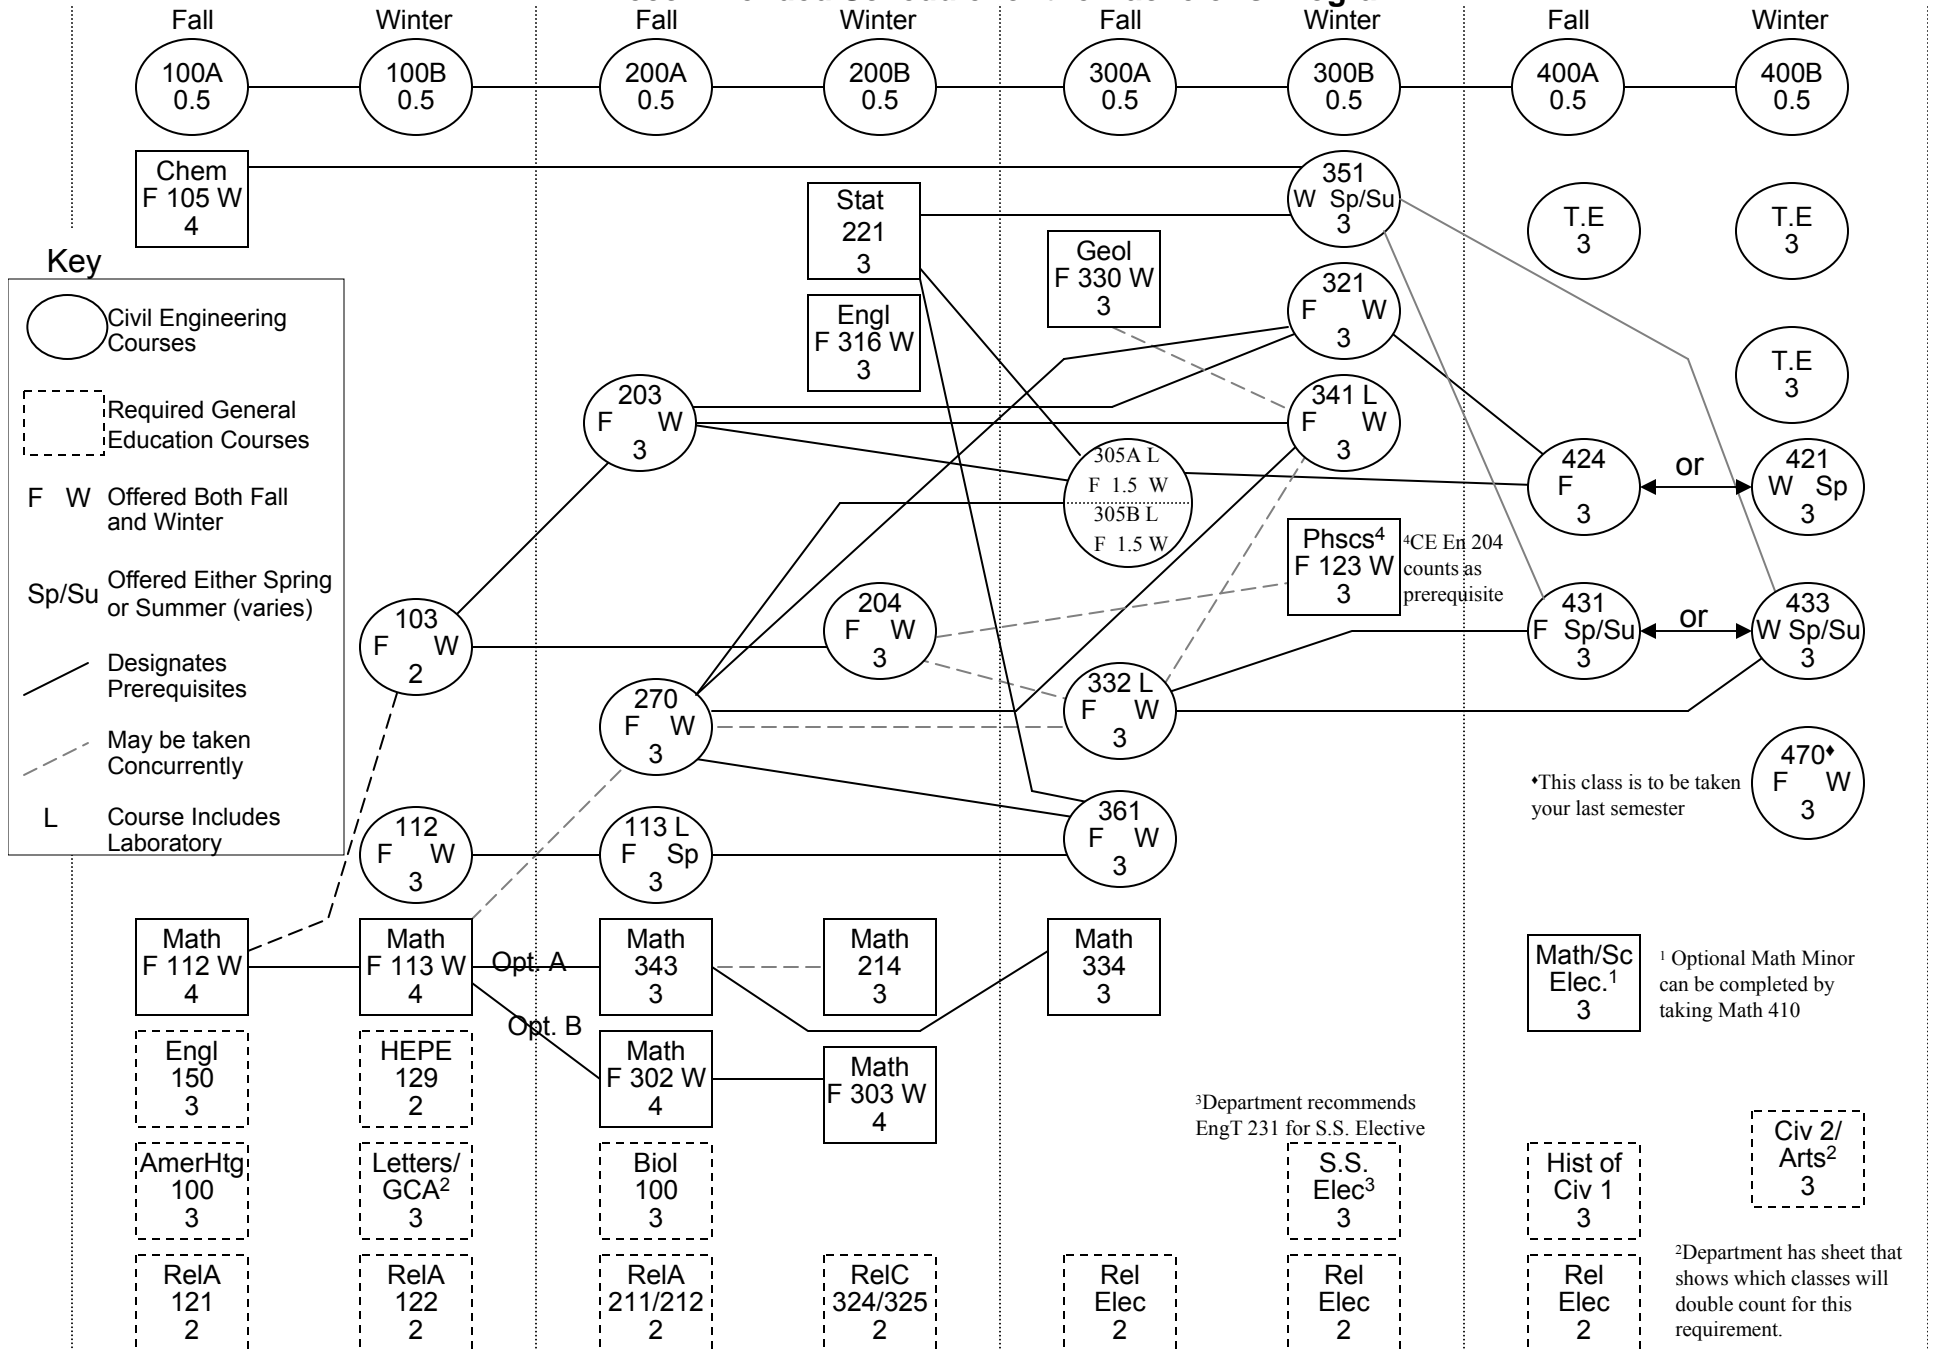 Fall
Winter
Fall
Winter
Fall
Winter
Fall
Winter
100A
0.5
100B
0.5
200A
0.5
200B
0.5
300A
0.5
300B
0.5
400A
0.5
400B
0.5
Chem
F 105 W
4
Stat
221
3
351
W Sp/Su
3
T.E
3
T.E
3
Geol
F 330 W
3
Engl
F 316 W
3
321
F W
3
T.E
3
Key
Civil Engineering
Courses
Required General
Education Courses
F W Offered Both Fall
and Winter
Sp/Su Offered Either Spring
or Summer (varies)
Designates
Prerequisites
May be taken
Concurrently
L Course Includes
Laboratory
203
F W
3
341 L
F W
3
305A L
F 1.5 W
305B L
F 1.5 W
424
F
3
or
421
W Sp
3
Phscs⁴
F 123 W
3
⁴CE En 204
counts as
prerequisite
103
F W
2
204
F W
3
431
F Sp/Su
3
or
433
W Sp/Su
3
270
F W
3
332 L
F W
3
470♦
F W
3
♦This class is to be taken
your last semester
112
F W
3
113 L
F Sp
3
361
F W
3
Math
F 112 W
4
Math
F 113 W
4
Opt. A
Opt. B
Math
343
3
Math
214
3
Math
334
3
Math/Sc
Elec.¹
3
¹ Optional Math Minor
can be completed by
taking Math 410
Engl
150
3
HEPE
129
2
Math
F 302 W
4
Math
F 303 W
4
³Department recommends
EngT 231 for S.S. Elective
AmerHtg
100
3
Letters/
GCA²
3
Biol
100
3
S.S.
Elec³
3
Hist of
Civ 1
3
Civ 2/
Arts²
3
RelA
121
2
RelA
122
2
RelA
211/212
2
RelC
324/325
2
Rel
Elec
2
Rel
Elec
2
Rel
Elec
2
²Department has sheet that
shows which classes will
double count for this
requirement.